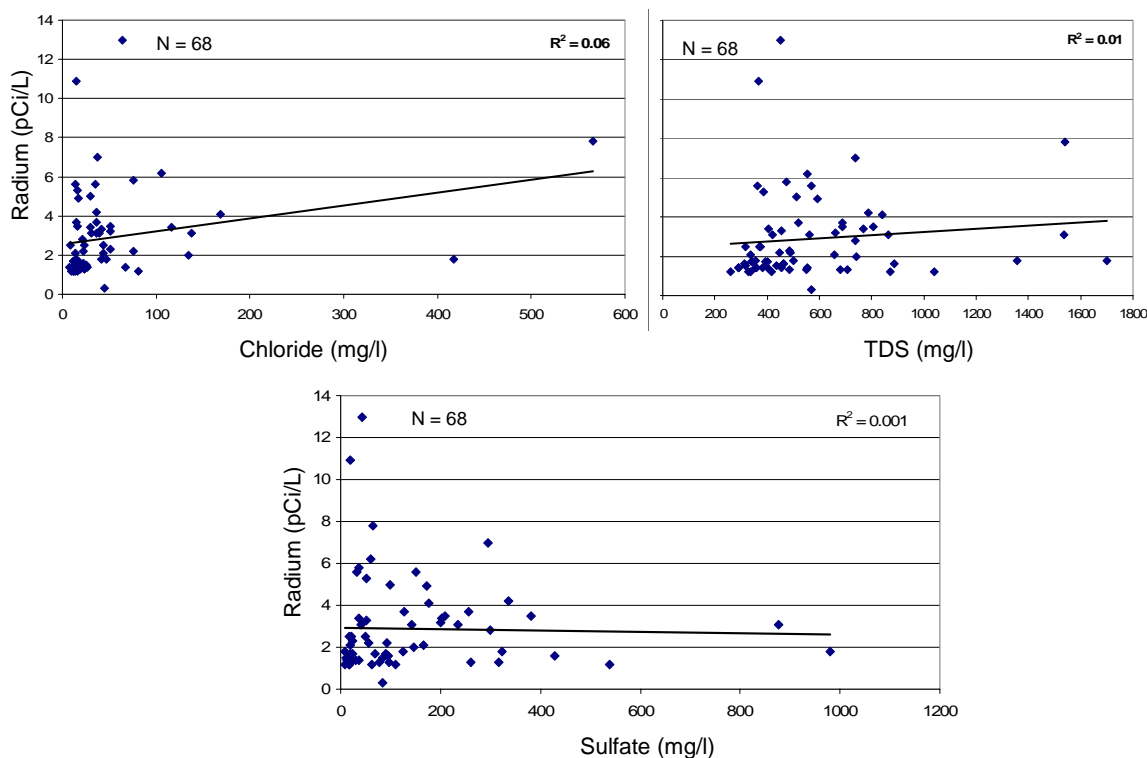 14
12
10
8
6
4
2
0
Radium (pCi/L)
N = 68
R² = 0.06
0 100 200 300 400 500 600
Chloride (mg/l)
N = 68
R² = 0.01
0 200 400 600 800 1000 1200 1400 1600 1800
TDS (mg/l)
14
12
10
8
6
4
2
0
Radium (pCi/L)
N = 68
R² = 0.001
0 200 400 600 800 1000 1200
Sulfate (mg/l)